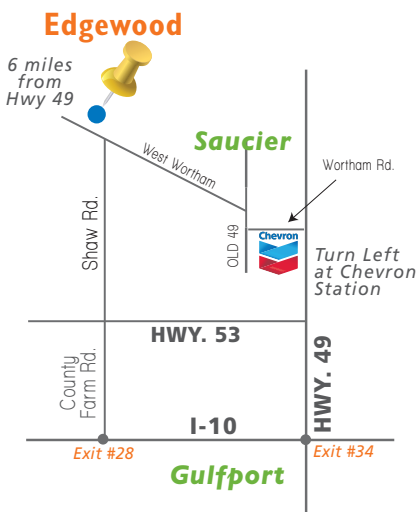 Edgewood
6 miles
from
Hwy 49
Saucier
West Wortham
Wortham Rd.
Shaw Rd.
OLD 49
Chevron
Turn Left
at Chevron
Station
HWY. 53
HWY. 49
County
Farm Rd.
I-10
Exit #28
Exit #34
Gulfport